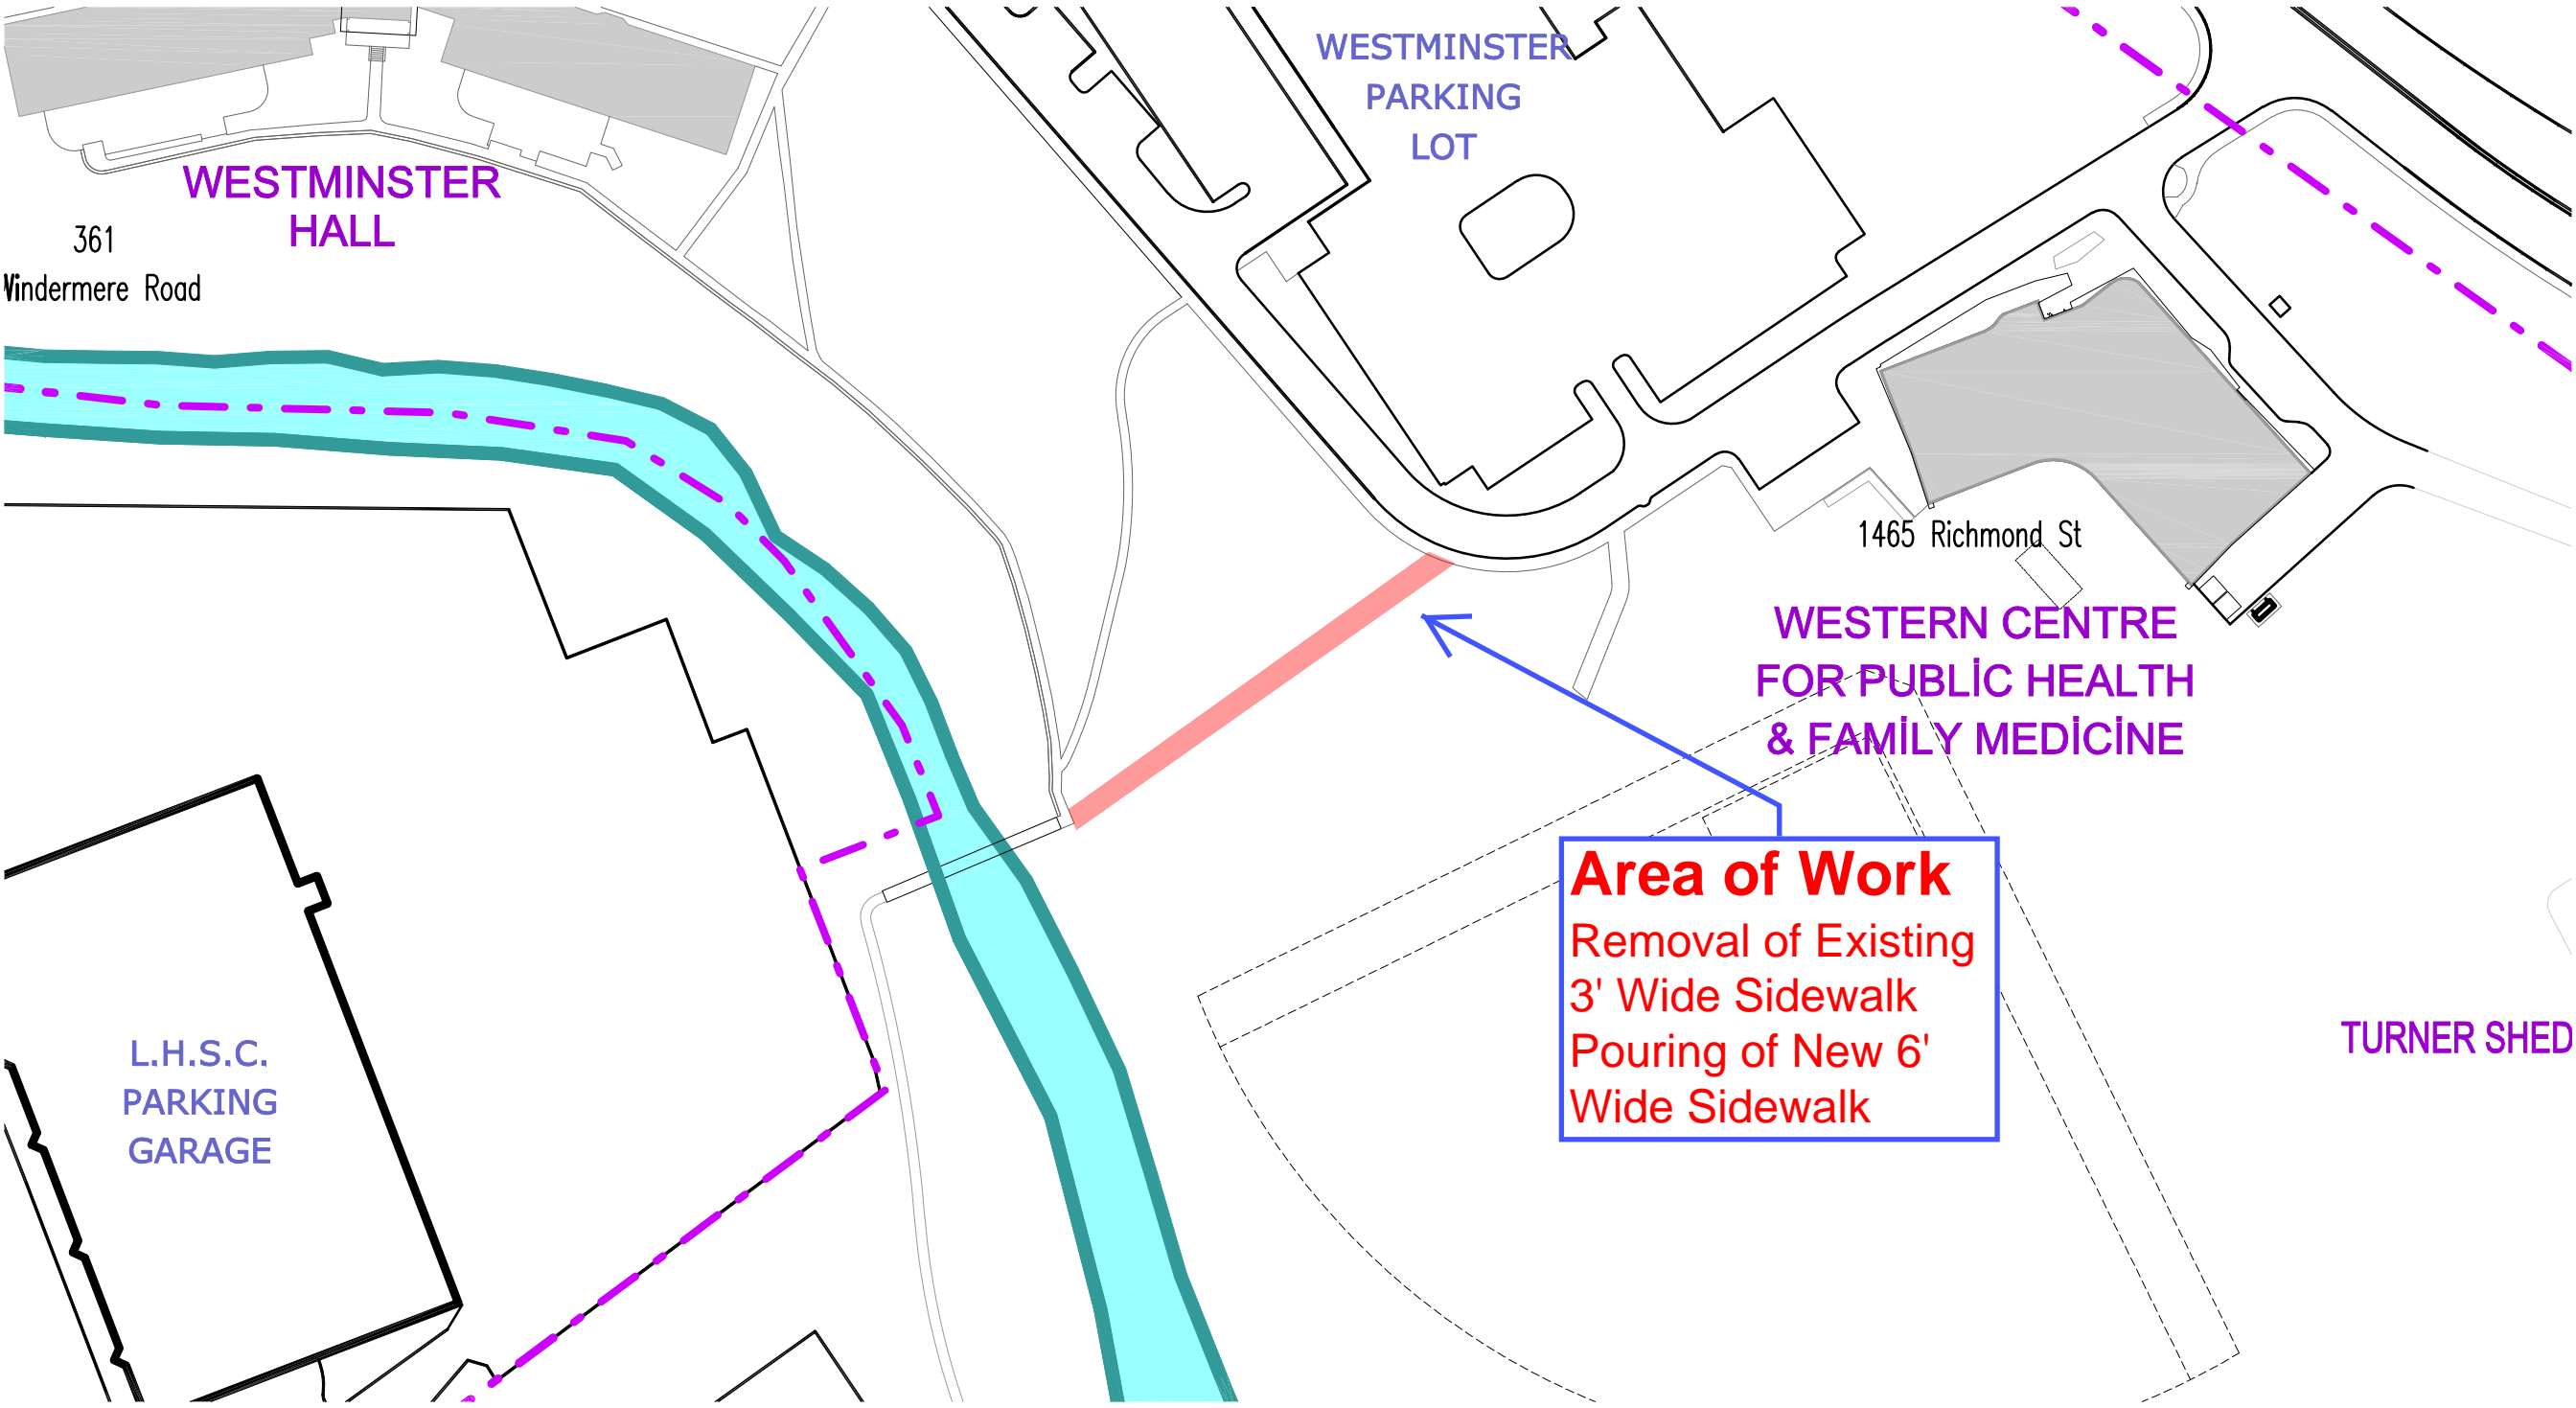 WESTMINSTER
PARKING
LOT
WESTMINSTER
HALL
361
Windermere Road
1465 Richmond St
WESTERN CENTRE
FOR PUBLİC HEALTH
& FAMİLY MEDİCİNE
Area of Work
Removal of Existing
3' Wide Sidewalk
Pouring of New 6'
Wide Sidewalk
L.H.S.C.
PARKING
GARAGE
TURNER SHED